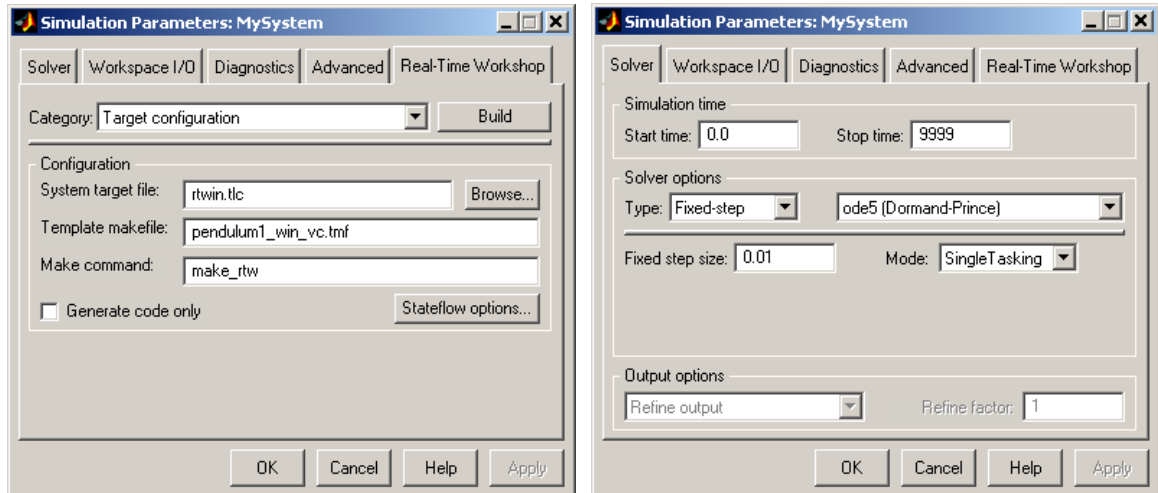 Simulation Parameters: MySystem
Solver Workspace I/O Diagnostics Advanced Real-Time Workshop
Category: Target configuration Build
Configuration
System target file: rtwin.tlc Browse...
Template makefile: pendulum1_win_vc.tmf
Make command: make_rtw
Generate code only Stateflow options...
OK Cancel Help Apply
Simulation Parameters: MySystem
Solver Workspace I/O Diagnostics Advanced Real-Time Workshop
Simulation time
Start time: 0.0 Stop time: 9999
Solver options
Type: Fixed-step ode5 (Dormand-Prince)
Fixed step size: 0.01 Mode: SingleTasking
Output options
Refine output Refine factor: 1
OK Cancel Help Apply